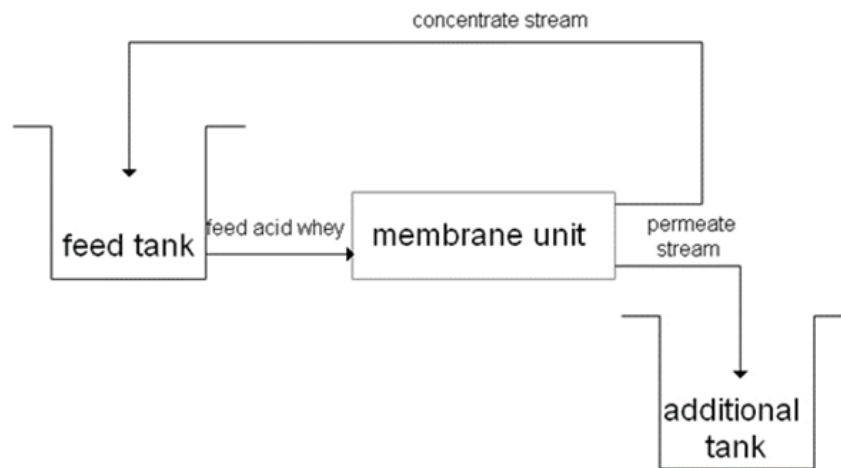 concentrate stream
feed tank
feed acid whey
membrane unit
permeate
stream
additional
tank